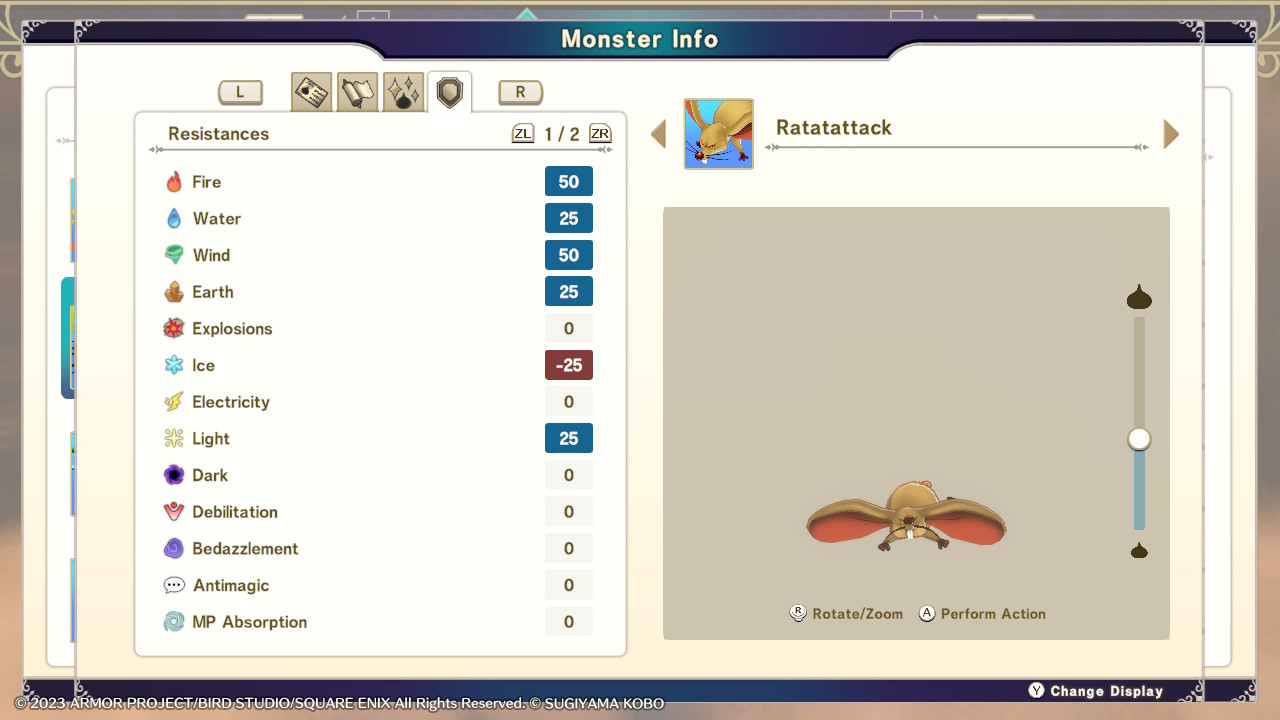 Monster Info
L
R
Resistances
ZL 1 / 2 ZR
Fire 50
Water 25
Wind 50
Earth 25
Explosions 0
Ice -25
Electricity 0
Light 25
Dark 0
Debilitation 0
Bedazzlement 0
Antimagic 0
MP Absorption 0
Ratatattack
R Rotate/Zoom A Perform Action
Y Change Display
© 2023 ARMOR PROJECT/BIRD STUDIO/SQUARE ENIX All Rights Reserved. © SUGIYAMA KOBO